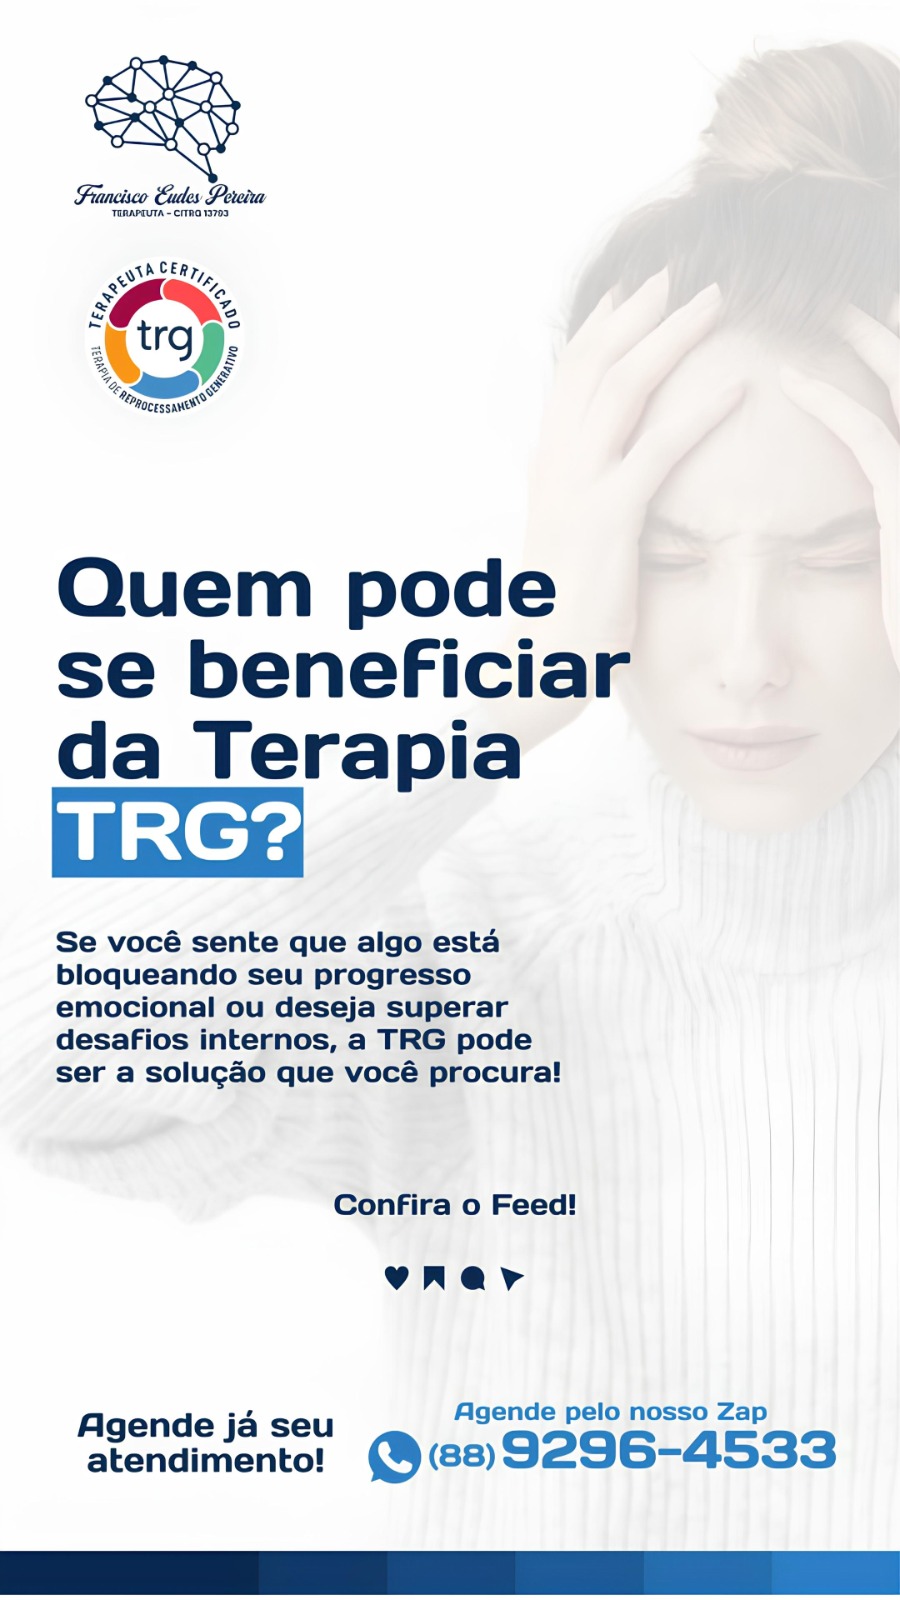 Francisco Eudes Pereira
TERAPEUTA - CITRG 13793
TERAPEUTA CERTIFICADO
trg
TERAPIA DE REPROCESSAMENTO GENERATIVO
Quem pode
se beneficiar
da Terapia
TRG?
Se você sente que algo está
bloqueando seu progresso
emocional ou deseja superar
desafios internos, a TRG pode
ser a solução que você procura!
Confira o Feed!
Agende já seu
atendimento!
Agende pelo nosso Zap
(88) 9296-4533